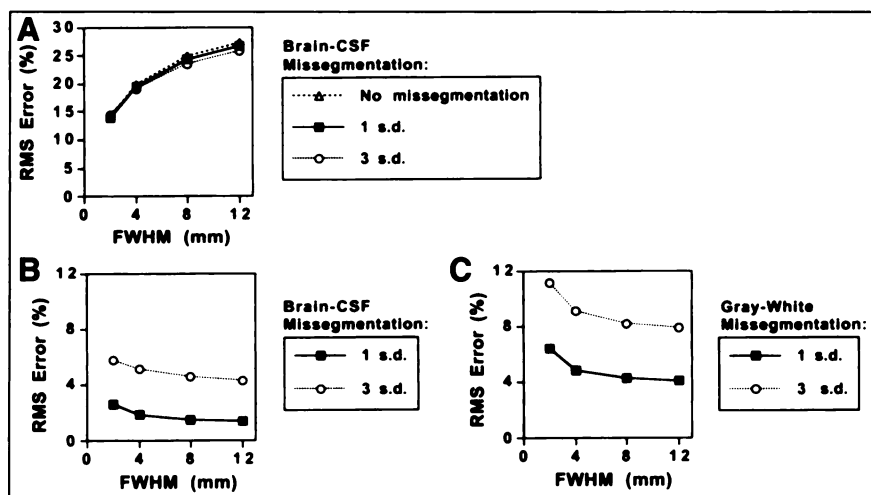 A
RMS Error (%)
30
25
20
15
10
5
0
0 4 8 12
FWHM (mm)
Brain-CSF
Missegmentation:
No missegmentation
1 s.d.
3 s.d.
B
RMS Error (%)
12
8
4
0
0 4 8 12
FWHM (mm)
Brain-CSF
Missegmentation:
1 s.d.
3 s.d.
C
RMS Error (%)
12
8
4
0
0 4 8 12
FWHM (mm)
Gray-White
Missegmentation:
1 s.d.
3 s.d.